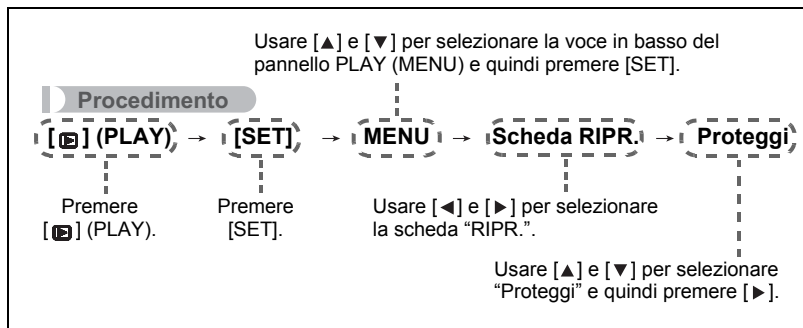 Usare [▲] e [▼] per selezionare la voce in basso del
pannello PLAY (MENU) e quindi premere [SET].
Procedimento
[▶] (PLAY) → [SET] → MENU → Scheda RIPR. → Proteggi
Premere
[▶] (PLAY).
Premere
[SET].
Usare [◄] e [►] per selezionare
la scheda “RIPR.”.
Usare [▲] e [▼] per selezionare
“Proteggi” e quindi premere [►].